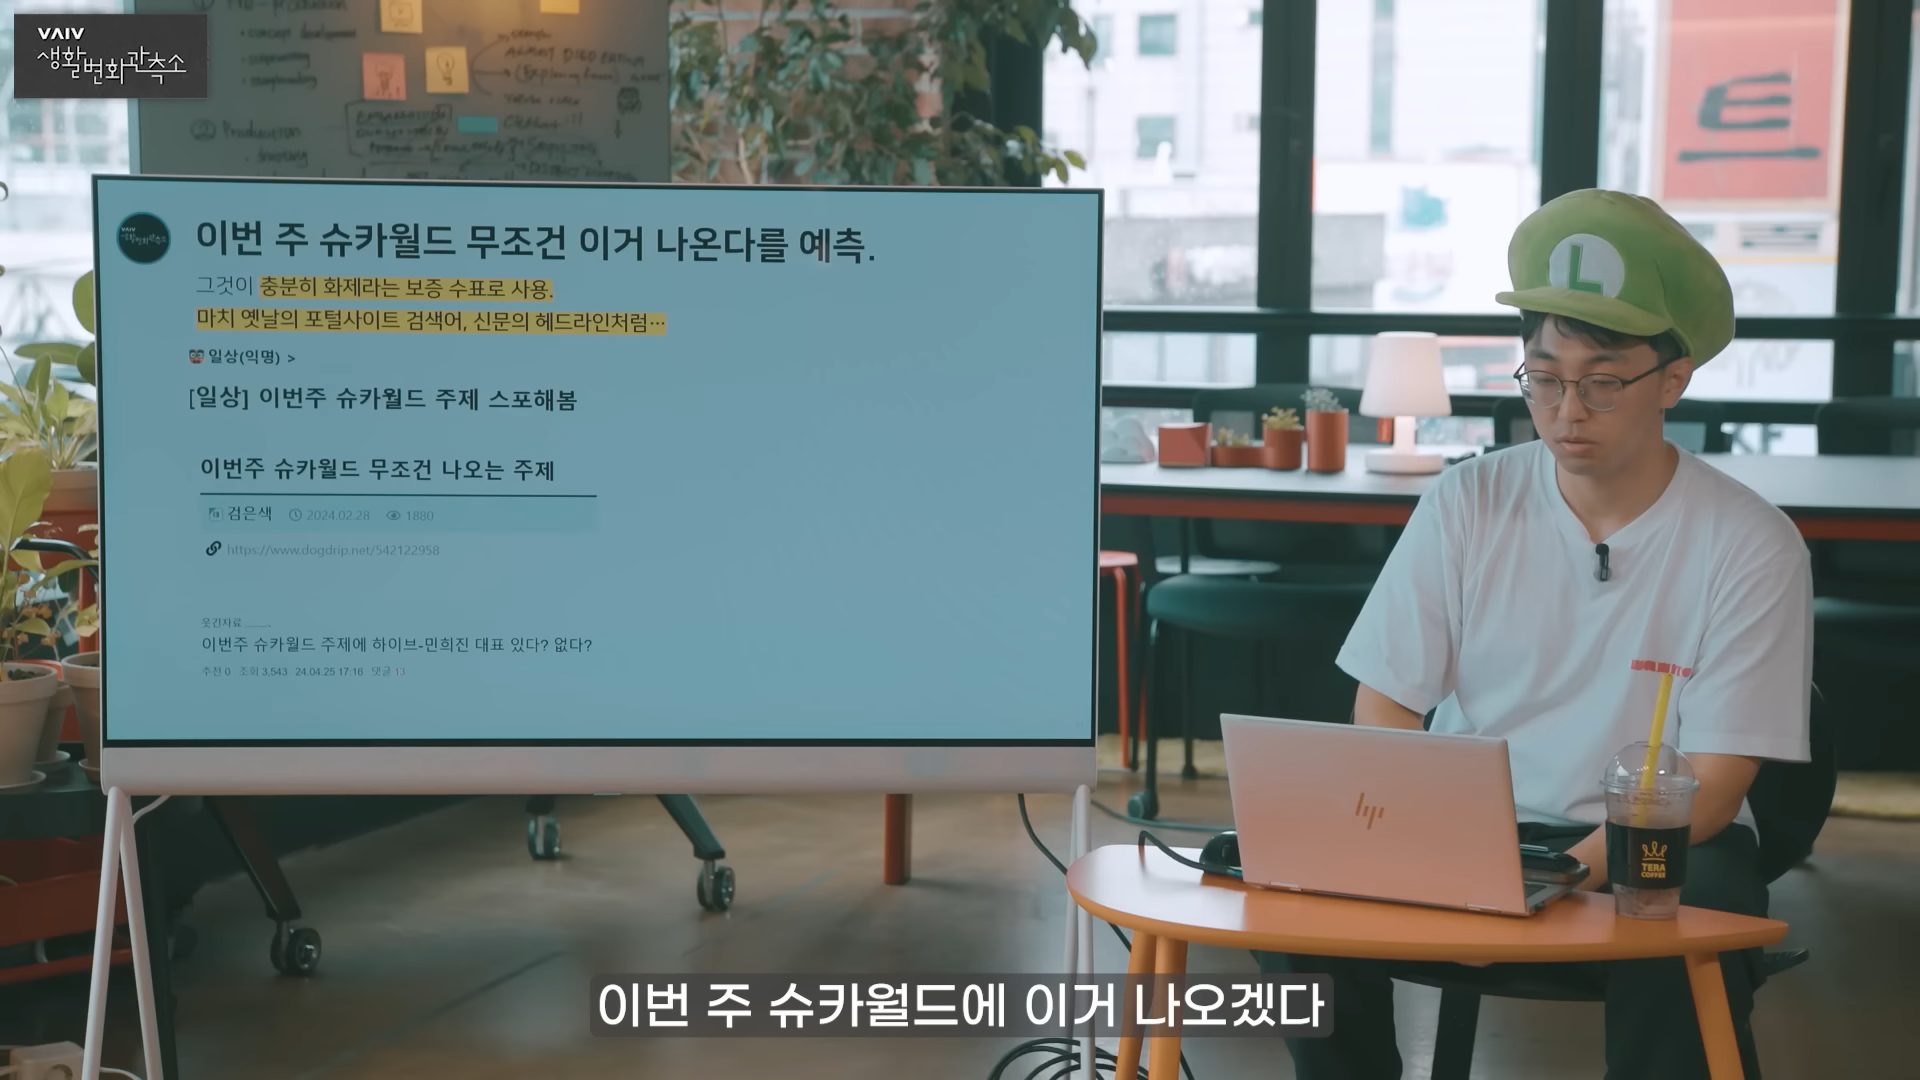 VAIV
생활변화관측소
이번 주 슈카월드 무조건 이거 나온다를 예측.
그것이 충분히 화제라는 보증 수표로 사용.
마치 옛날의 포털사이트 검색어, 신문의 헤드라인처럼…
일상(익명) >
[일상] 이번주 슈카월드 주제 스포해봄
이번주 슈카월드 무조건 나오는 주제
검은색 2024.02.28 1880
https://www.dogdrip.net/542122958
웃긴자료
이번주 슈카월드 주제에 하이브-민희진 대표 있다? 없다?
추천 0 조회 3,543 24.04.25 17:16 댓글 13
트
L
hp
TERA
COFFEE
이번 주 슈카월드에 이거 나오겠다